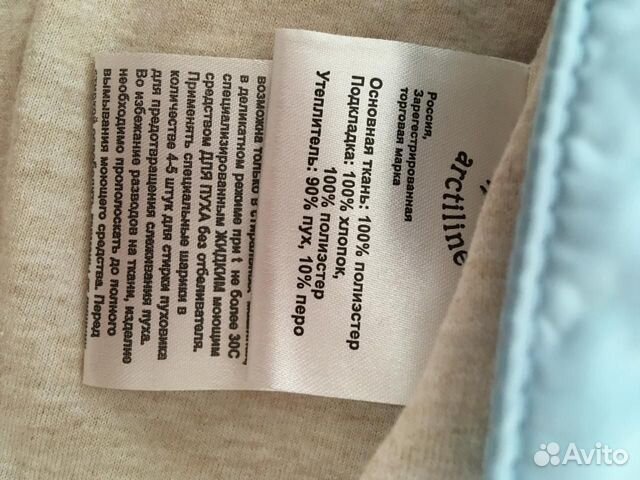 arctiline
Россия,
Зарегестрированная
торговая марка
Основная ткань: 100% полиэстер
Подкладка: 100% хлопок,
100% полиэстер
Утеплитель: 90% пух, 10% перо
возможна только в
в деликатном режиме при t не более 30С
специализированным ЖИДКИМ моющим
средством ДЛЯ ПУХА без отбеливателя.
Применять специальные шарики в
количестве 4-5 штук для стирки пуховика
для предотвращения слеживания пуха.
Во избежание разводов на ткани, изделие
необходимо прополоскать до полного
вымывания моющего средства. Перед
Avito